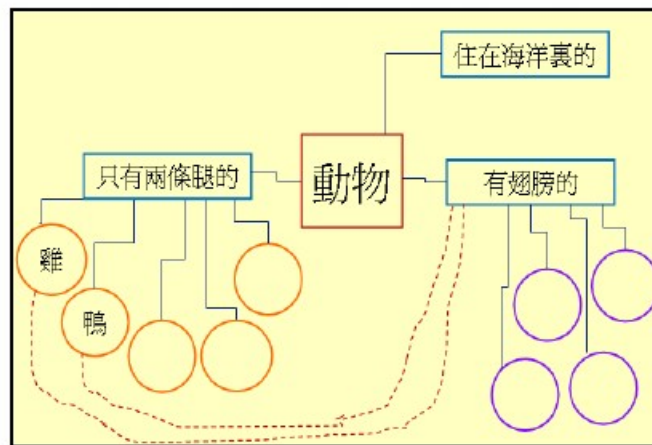 住在海洋裏的
只有兩條腿的
動物
有翅膀的
雞
鴨